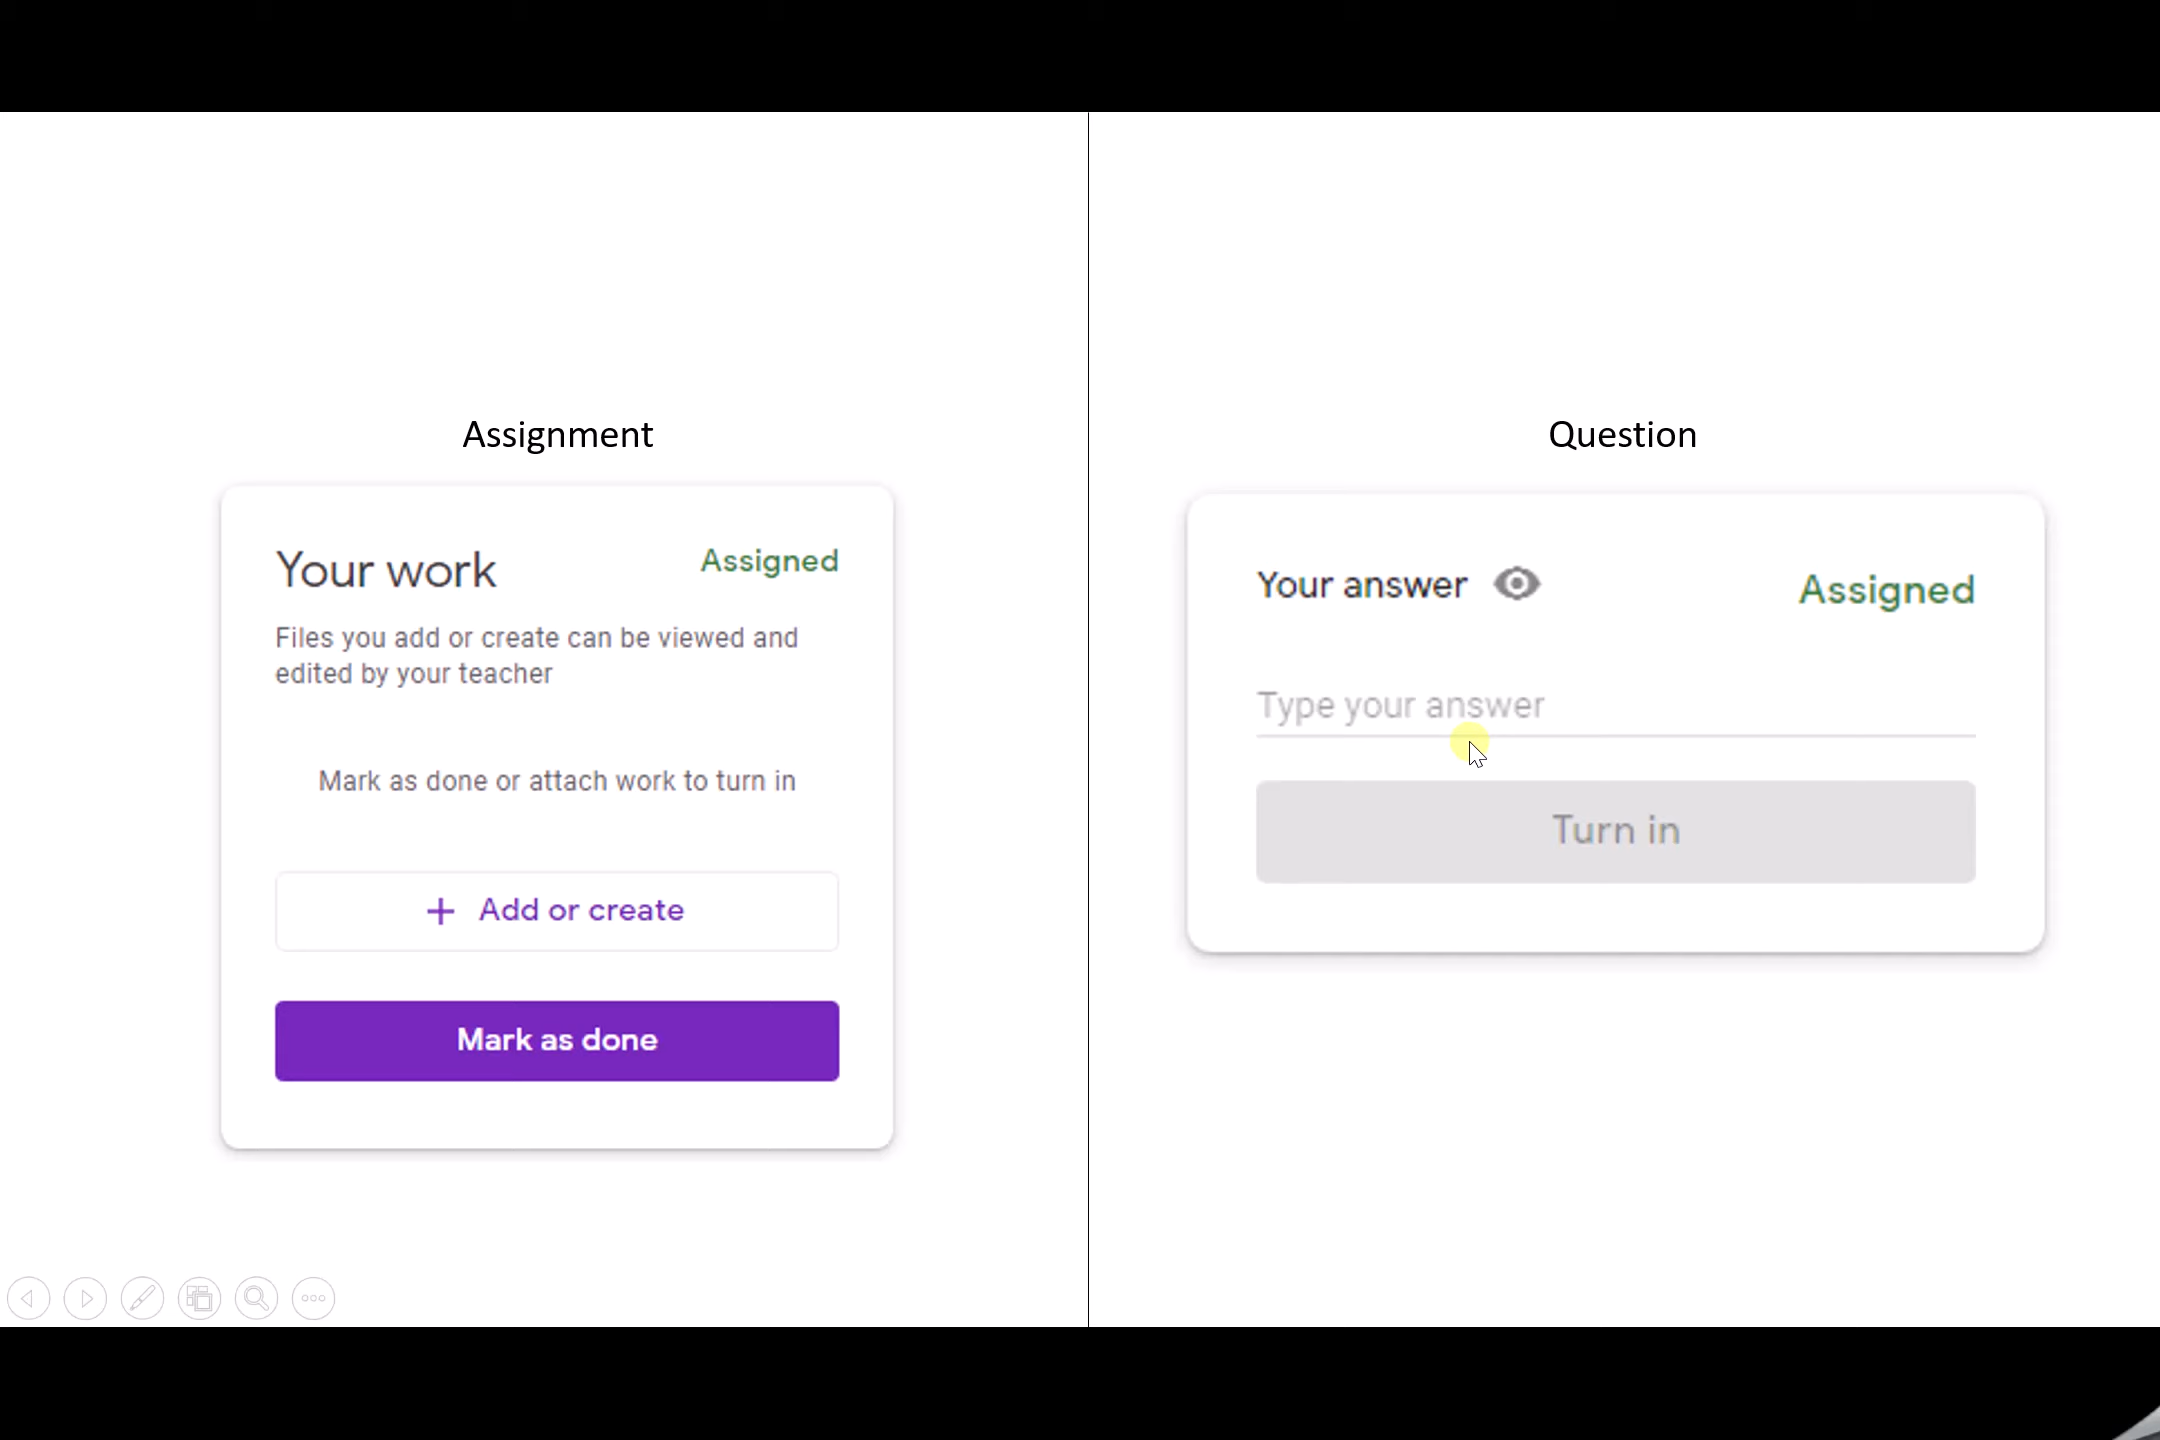 Assignment
Your work
Assigned
Files you add or create can be viewed and
edited by your teacher
Mark as done or attach work to turn in
+ Add or create
Mark as done
Question
Your answer
Assigned
Type your answer
Turn in